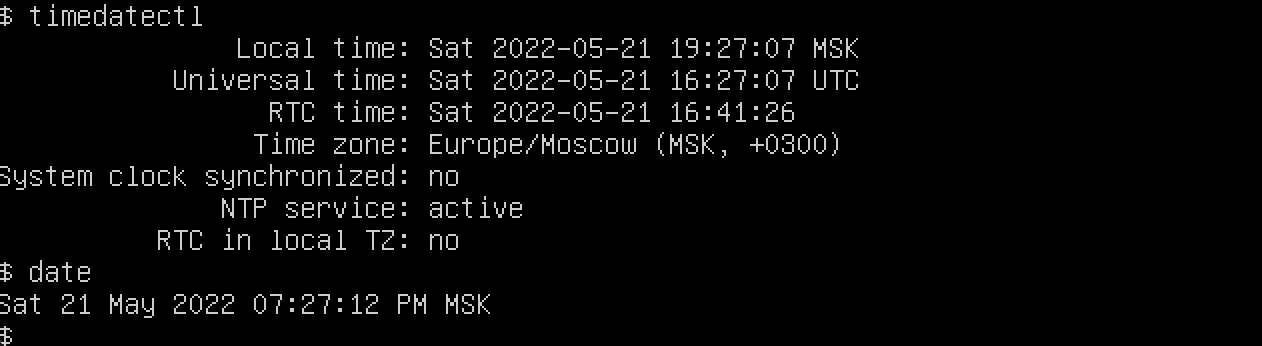 $ timedatectl
Local time: Sat 2022-05-21 19:27:07 MSK
Universal time: Sat 2022-05-21 16:27:07 UTC
RTC time: Sat 2022-05-21 16:41:26
Time zone: Europe/Moscow (MSK, +0300)
System clock synchronized: no
NTP service: active
RTC in local TZ: no
$ date
Sat 21 May 2022 07:27:12 PM MSK
$